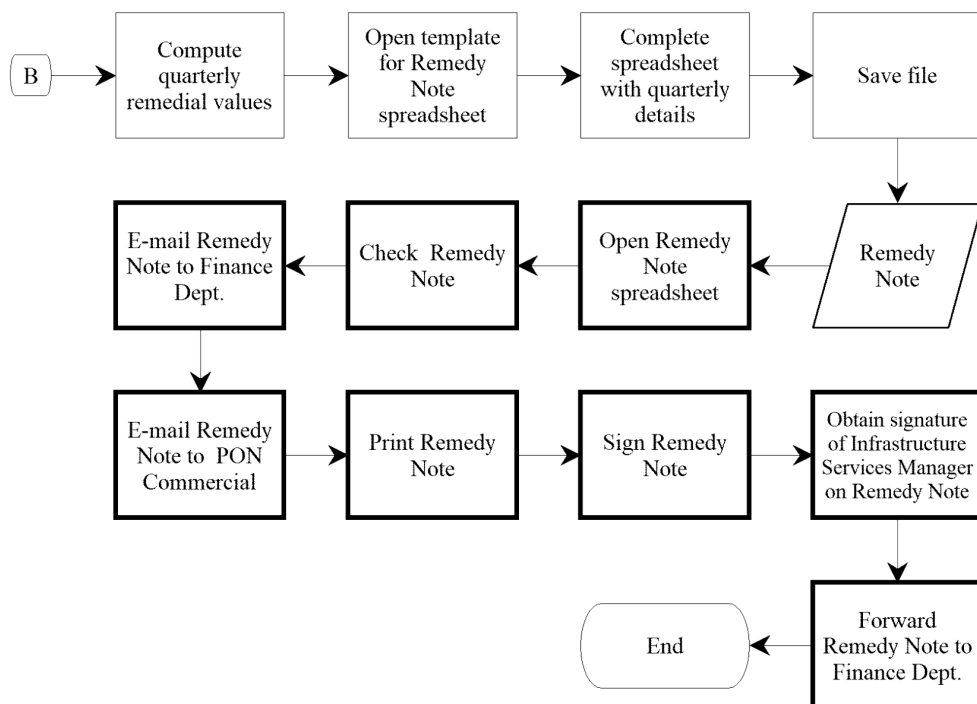 B
Compute
quarterly
remedial values
Open template
for Remedy
Note
spreadsheet
Complete
spreadsheet
with quarterly
details
Save file
Remedy
Note
Open Remedy
Note
spreadsheet
Check Remedy
Note
E-mail Remedy
Note to Finance
Dept.
E-mail Remedy
Note to PON
Commercial
Print Remedy
Note
Sign Remedy
Note
Obtain signature
of Infrastructure
Services Manager
on Remedy Note
Forward
Remedy Note to
Finance Dept.
End